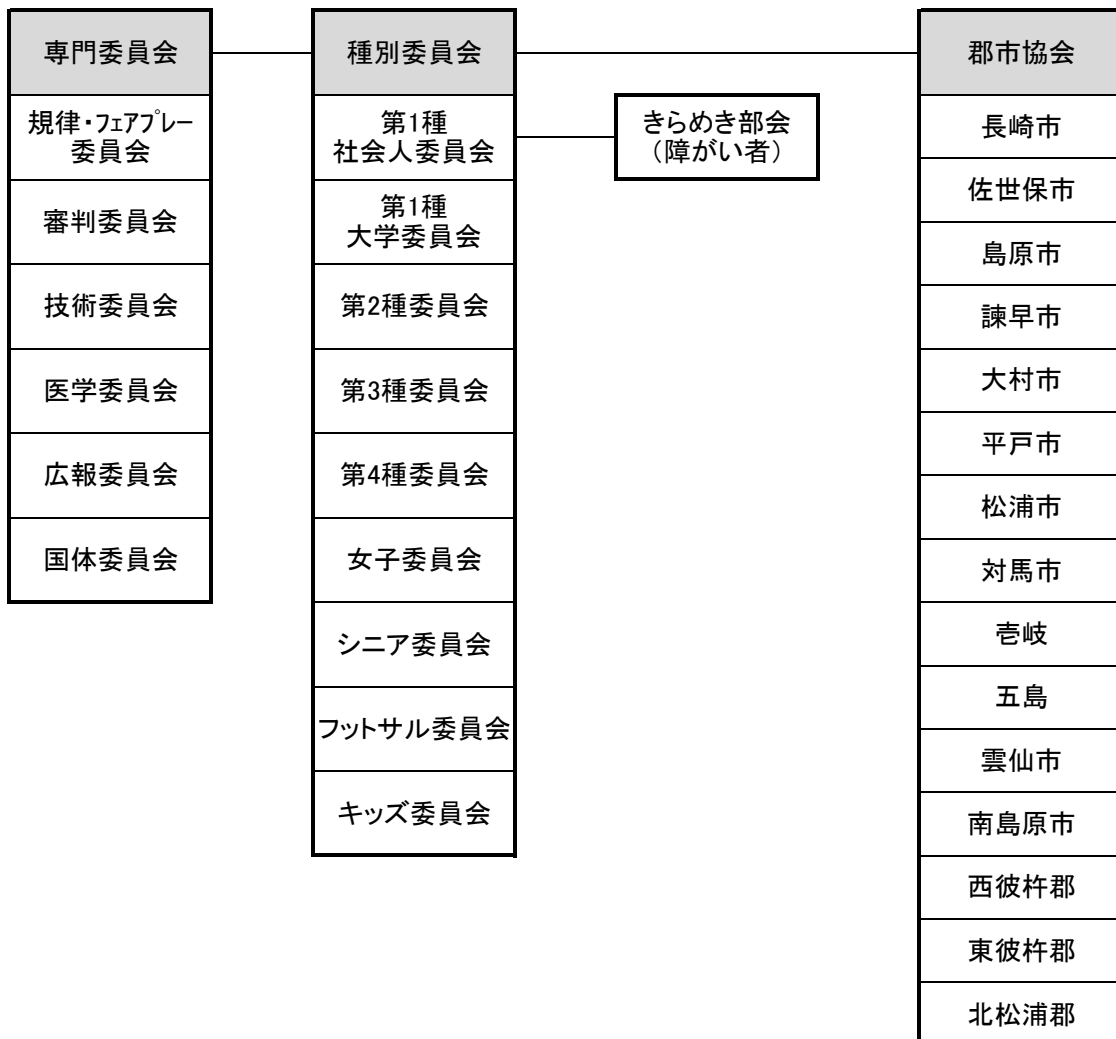 専門委員会
規律・フェアプレー
委員会
審判委員会
技術委員会
医学委員会
広報委員会
国体委員会
種別委員会
第1種
社会人委員会
第1種
大学委員会
第2種委員会
第3種委員会
第4種委員会
女子委員会
シニア委員会
フットサル委員会
キッズ委員会
きらめき部会
（障がい者）
郡市協会
長崎市
佐世保市
島原市
諫早市
大村市
平戸市
松浦市
対馬市
壱岐
五島
雲仙市
南島原市
西彼杵郡
東彼杵郡
北松浦郡